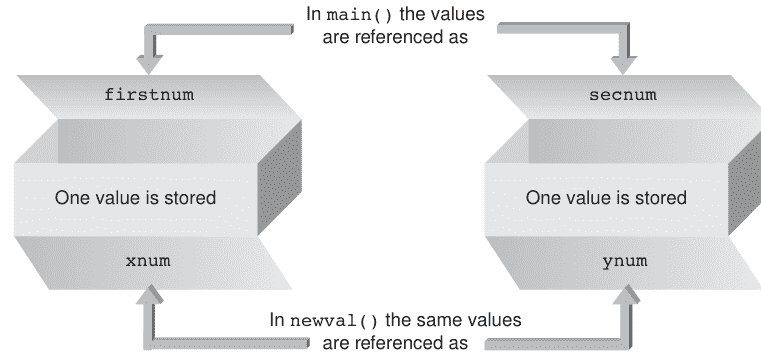 In main() the values
are referenced as
firstnum
secnum
One value is stored
One value is stored
xnum
ynum
In newval() the same values
are referenced as